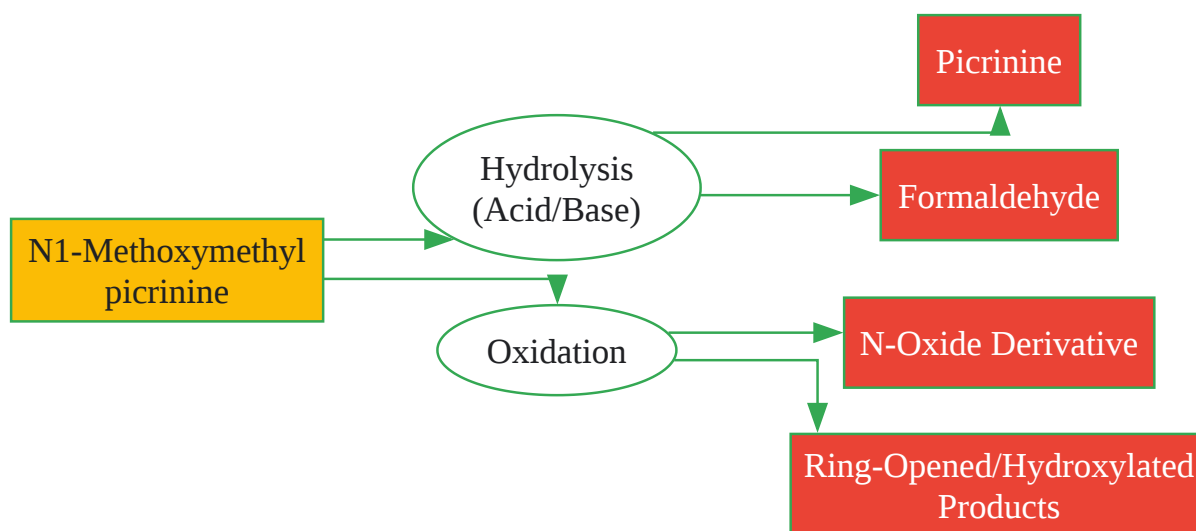 N1-Methoxymethyl
picrinine
Hydrolysis
(Acid/Base)
Oxidation
Picrinine
Formaldehyde
N-Oxide Derivative
Ring-Opened/Hydroxylated
Products